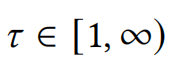 τ ∈ [1, ∞)